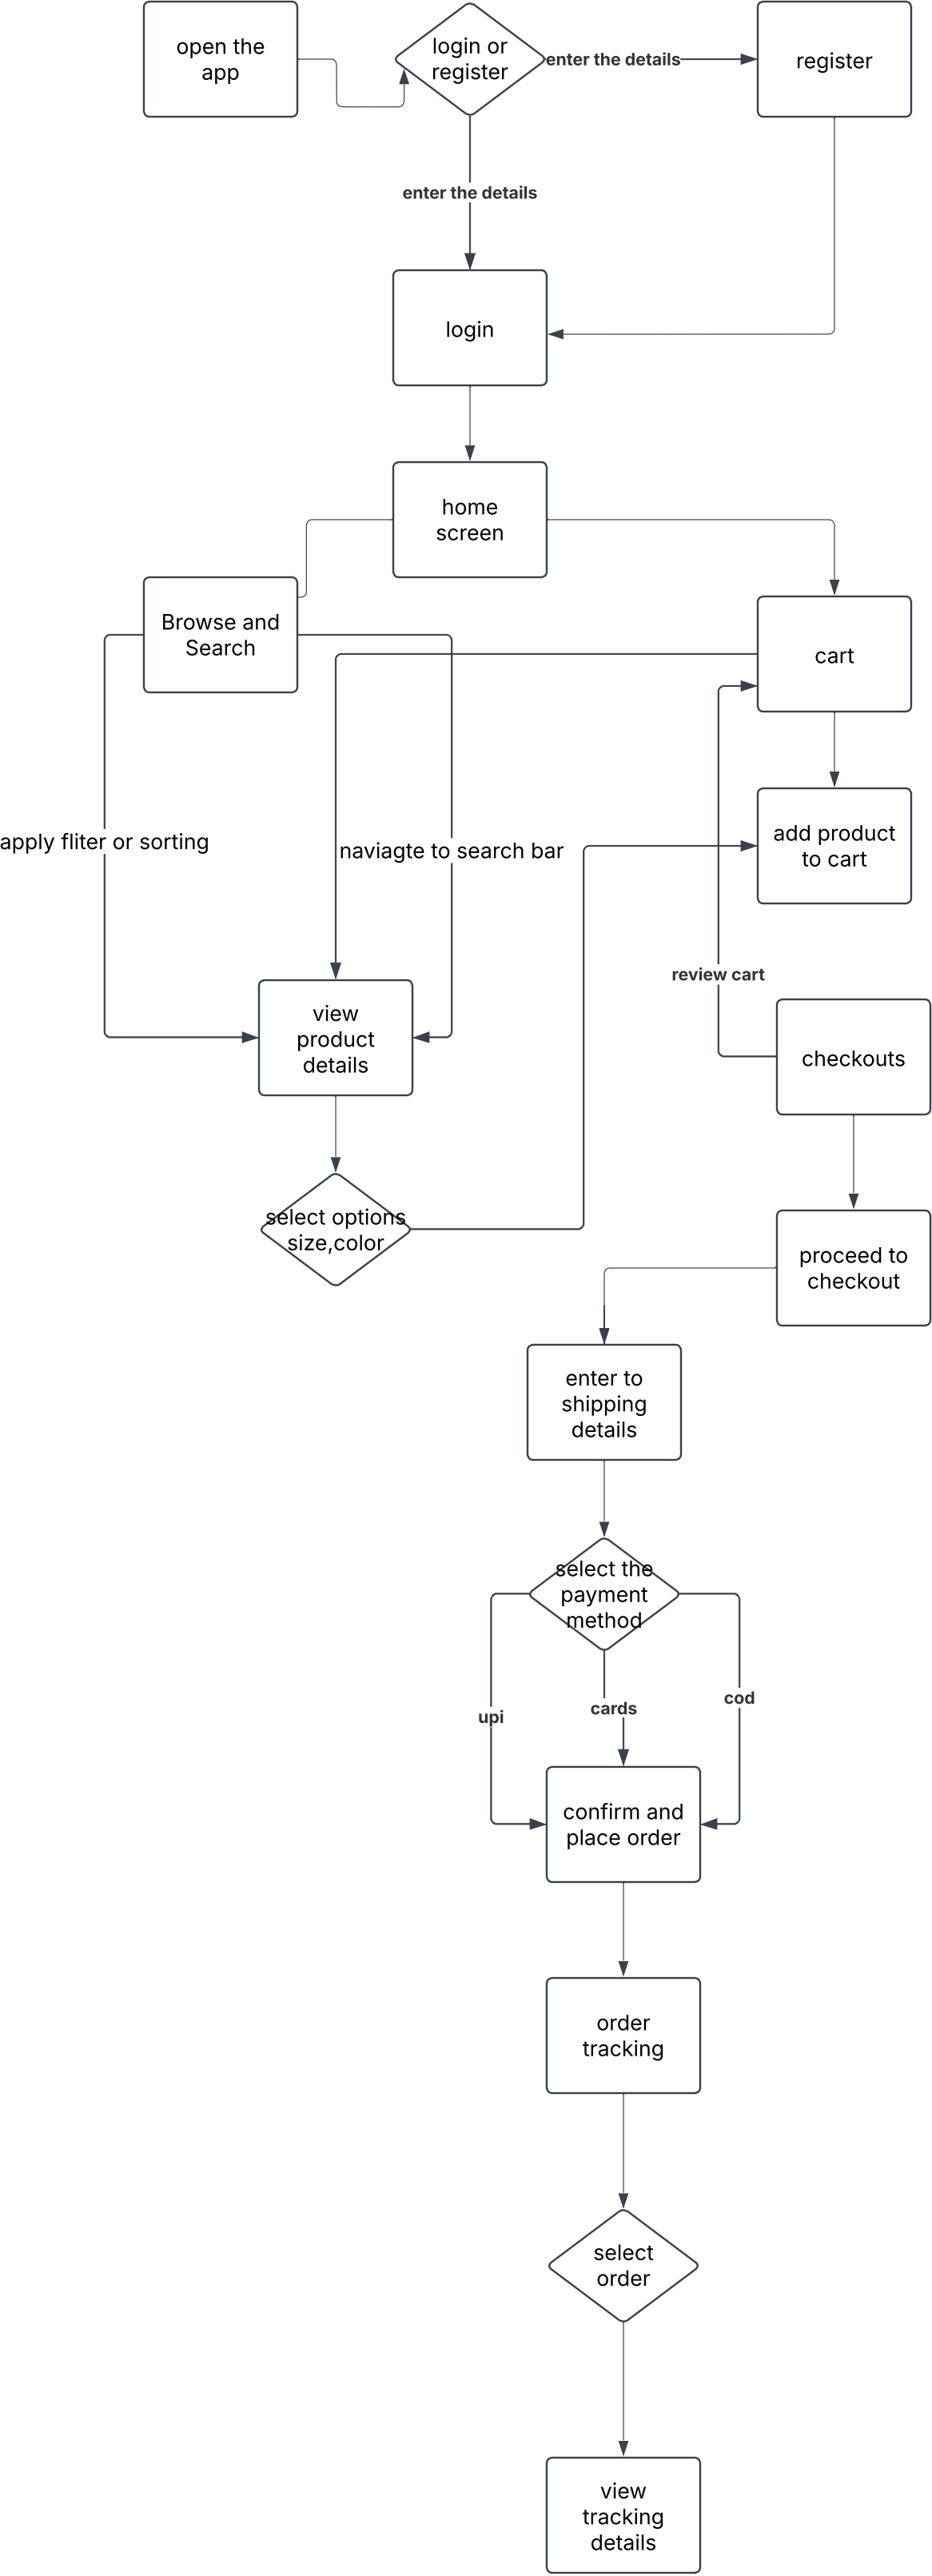 open the
app
login or
register
enter the details
register
enter the details
login
home
screen
Browse and
Search
cart
apply fliter or sorting
naviagte to search bar
add product
to cart
review cart
view
product
details
checkouts
select options
size,color
proceed to
checkout
enter to
shipping
details
select the
payment
method
upi
cards
cod
confirm and
place order
order
tracking
select
order
view
tracking
details